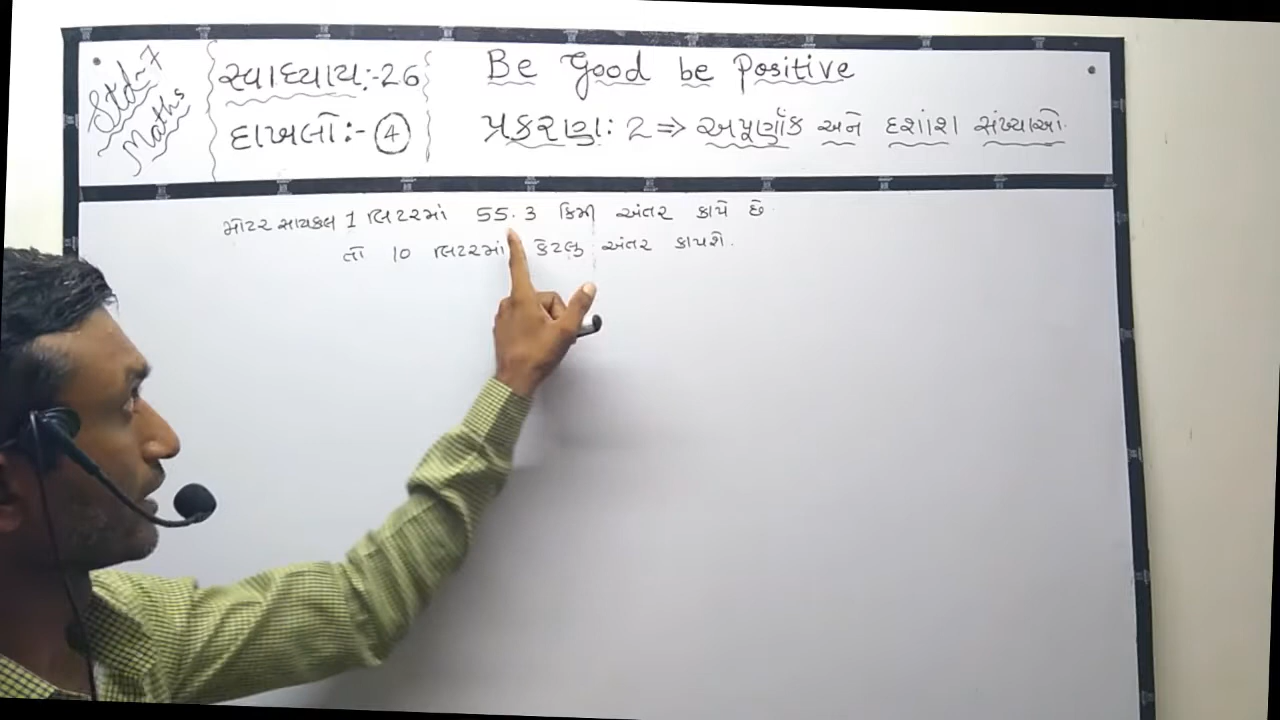 Std-7
Maths
સ્વાધ્યાય:-26
દાખલો:- 4
Be Good be Positive
પ્રકરણ: 2 ⇒ અપૂર્ણાંક અને દશાંશ સંખ્યાઓ.
મોટર સાયકલ 1 લિટરમાં 55.3 કિમી અંતર કાપે છે
તો 10 લિટરમાં કેટલુ અંતર કાપશે.